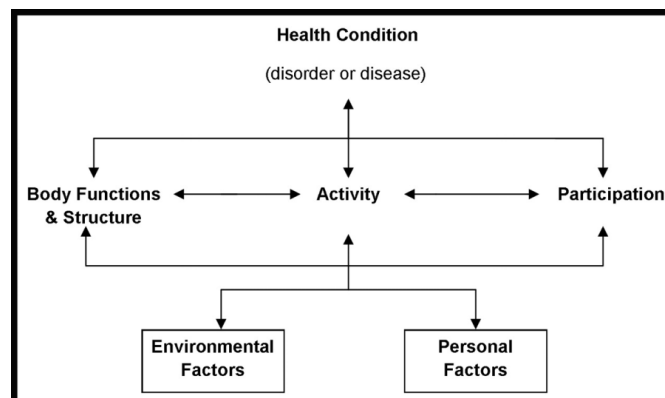 Health Condition
(disorder or disease)
Body Functions
& Structure
Activity
Participation
Environmental
Factors
Personal
Factors